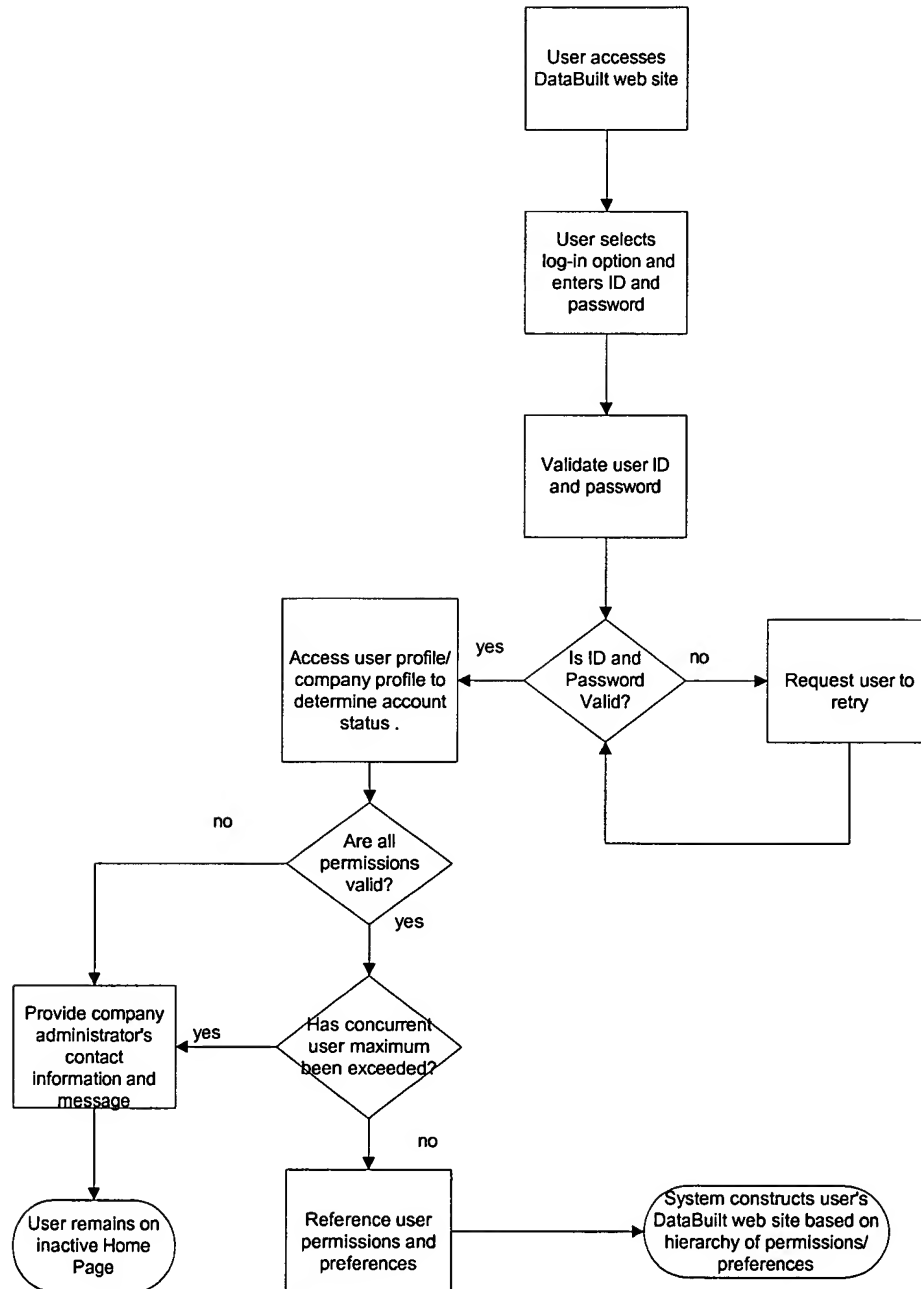 User accesses
DataBuilt web site
User selects
log-in option and
enters ID and
password
Validate user ID
and password
Is ID and
Password
Valid?
yes
no
Access user profile/
company profile to
determine account
status .
Request user to
retry
no
Are all
permissions
valid?
yes
Provide company
administrator's
contact
information and
message
yes
Has concurrent
user maximum
been exceeded?
no
User remains on
inactive Home
Page
Reference user
permissions and
preferences
System constructs user's
DataBuilt web site based on
hierarchy of permissions/
preferences